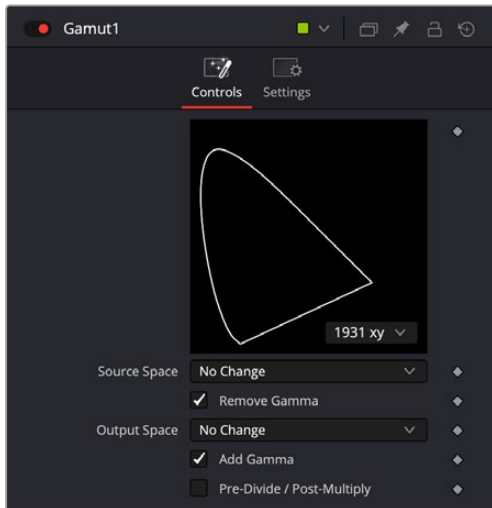 Gamut1
Controls Settings
1931 xy
Source Space No Change
Remove Gamma
Output Space No Change
Add Gamma
Pre-Divide / Post-Multiply